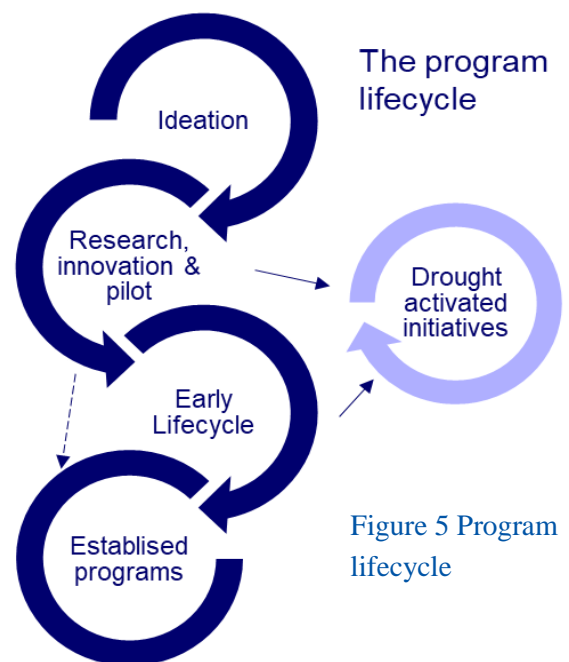 The program
lifecycle
Ideation
Research,
innovation &
pilot
Drought
activated
initiatives
Early
Lifecycle
Establised
programs
Figure 5 Program
lifecycle